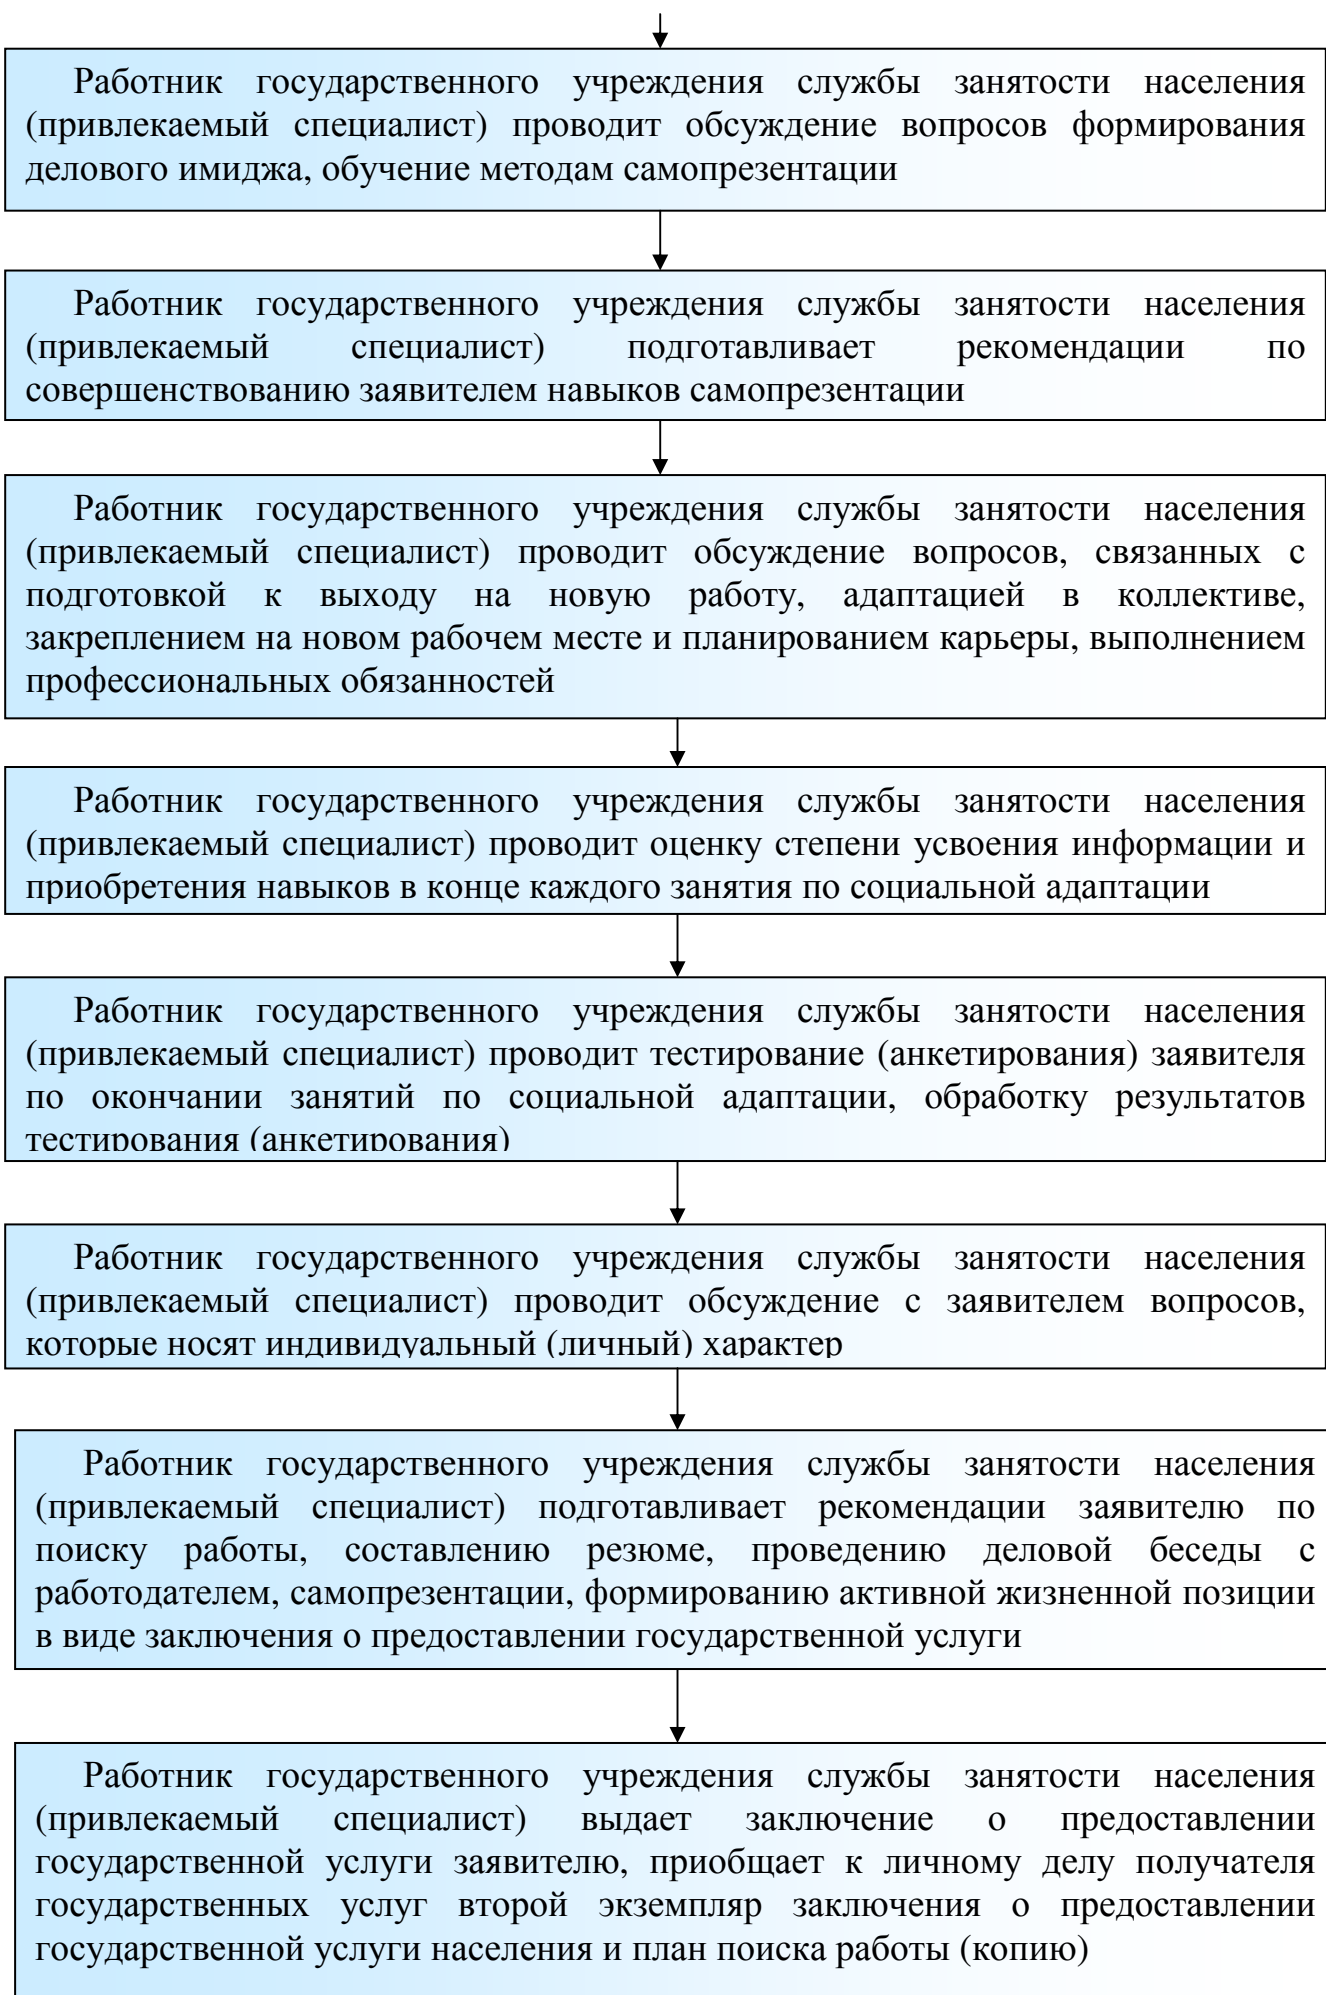 Работник государственного учреждения службы занятости населения
(привлекаемый специалист) проводит обсуждение вопросов формирования
делового имиджа, обучение методам самопрезентации
Работник государственного учреждения службы занятости населения
(привлекаемый специалист) подготавливает рекомендации по
совершенствованию заявителем навыков самопрезентации
Работник государственного учреждения службы занятости населения
(привлекаемый специалист) проводит обсуждение вопросов, связанных с
подготовкой к выходу на новую работу, адаптацией в коллективе,
закреплением на новом рабочем месте и планированием карьеры, выполнением
профессиональных обязанностей
Работник государственного учреждения службы занятости населения
(привлекаемый специалист) проводит оценку степени усвоения информации и
приобретения навыков в конце каждого занятия по социальной адаптации
Работник государственного учреждения службы занятости населения
(привлекаемый специалист) проводит тестирование (анкетирования) заявителя
по окончании занятий по социальной адаптации, обработку результатов
тестирования (анкетирования)
Работник государственного учреждения службы занятости населения
(привлекаемый специалист) проводит обсуждение с заявителем вопросов,
которые носят индивидуальный (личный) характер
Работник государственного учреждения службы занятости населения
(привлекаемый специалист) подготавливает рекомендации заявителю по
поиску работы, составлению резюме, проведению деловой беседы с
работодателем, самопрезентации, формированию активной жизненной позиции
в виде заключения о предоставлении государственной услуги
Работник государственного учреждения службы занятости населения
(привлекаемый специалист) выдает заключение о предоставлении
государственной услуги заявителю, приобщает к личному делу получателя
государственных услуг второй экземпляр заключения о предоставлении
государственной услуги населения и план поиска работы (копию)